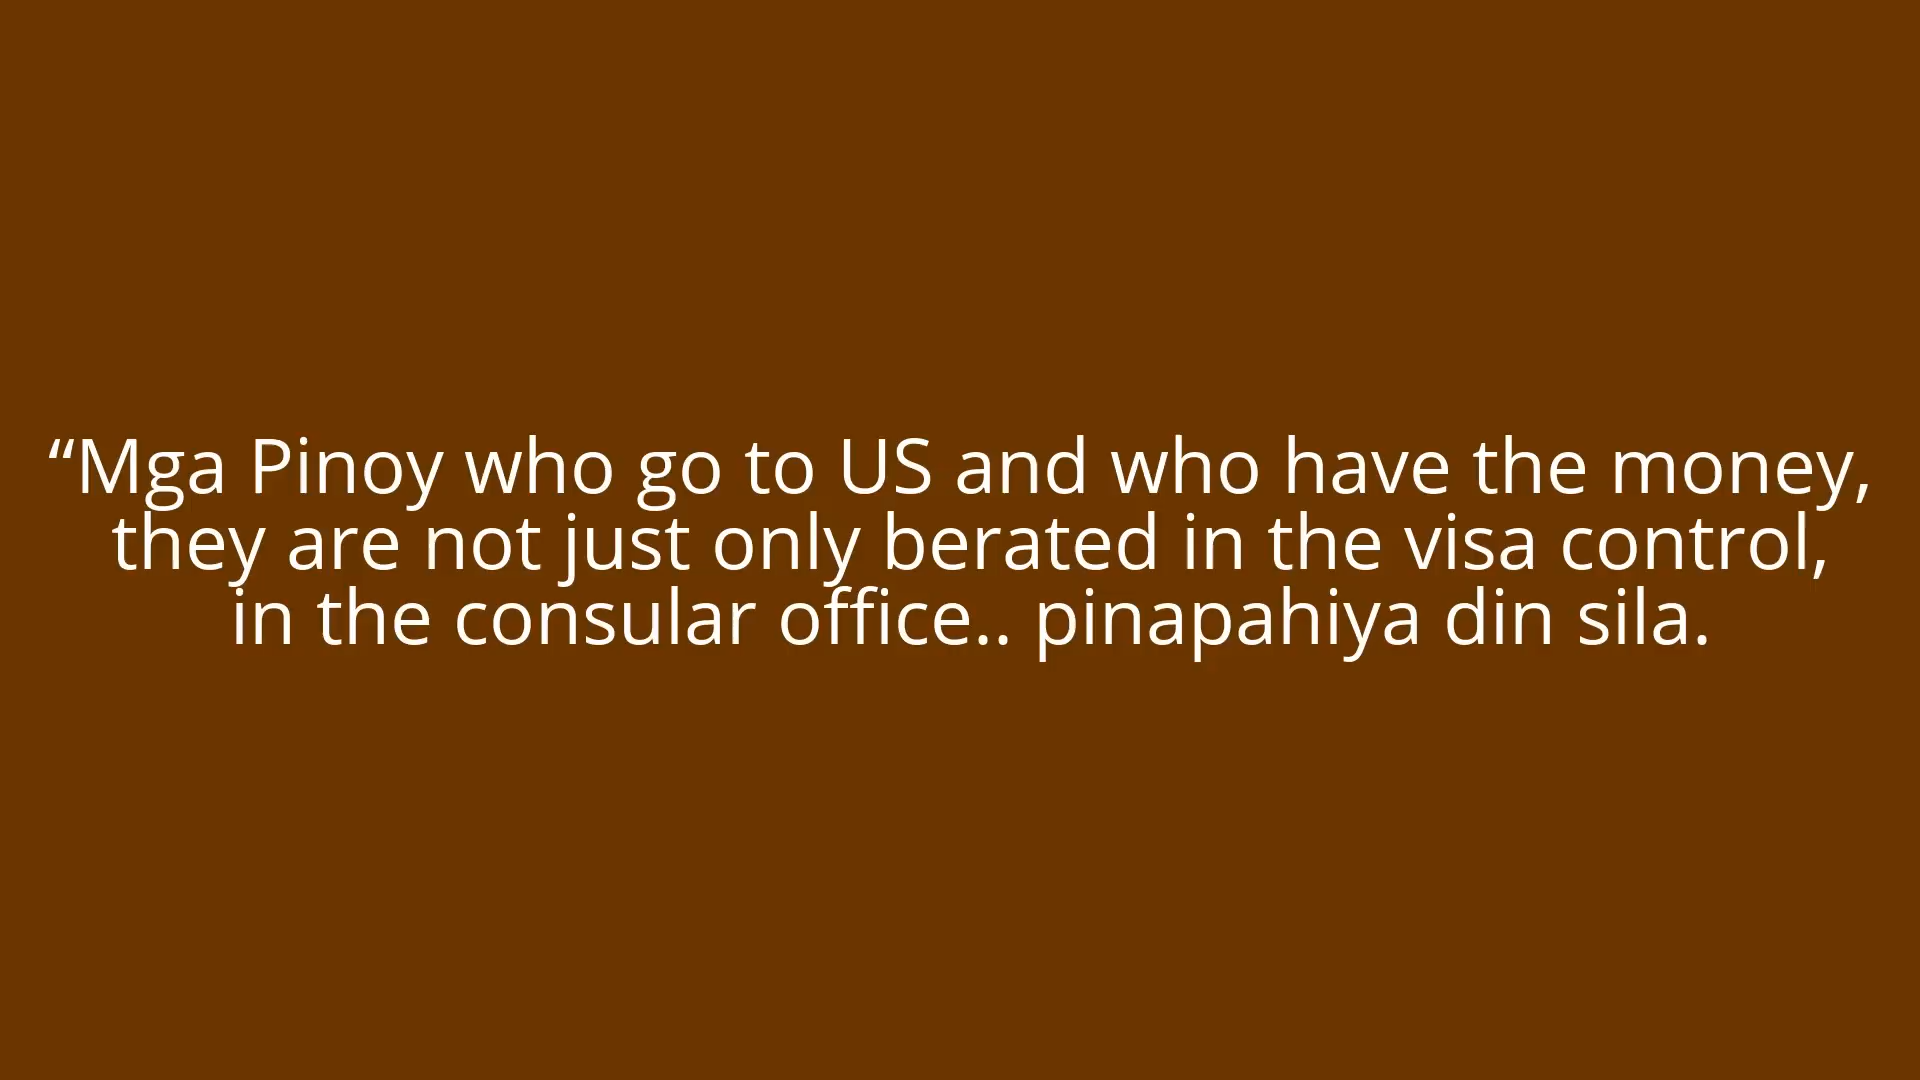 “Mga Pinoy who go to US and who have the money,
they are not just only berated in the visa control,
in the consular office.. pinapahiya din sila.